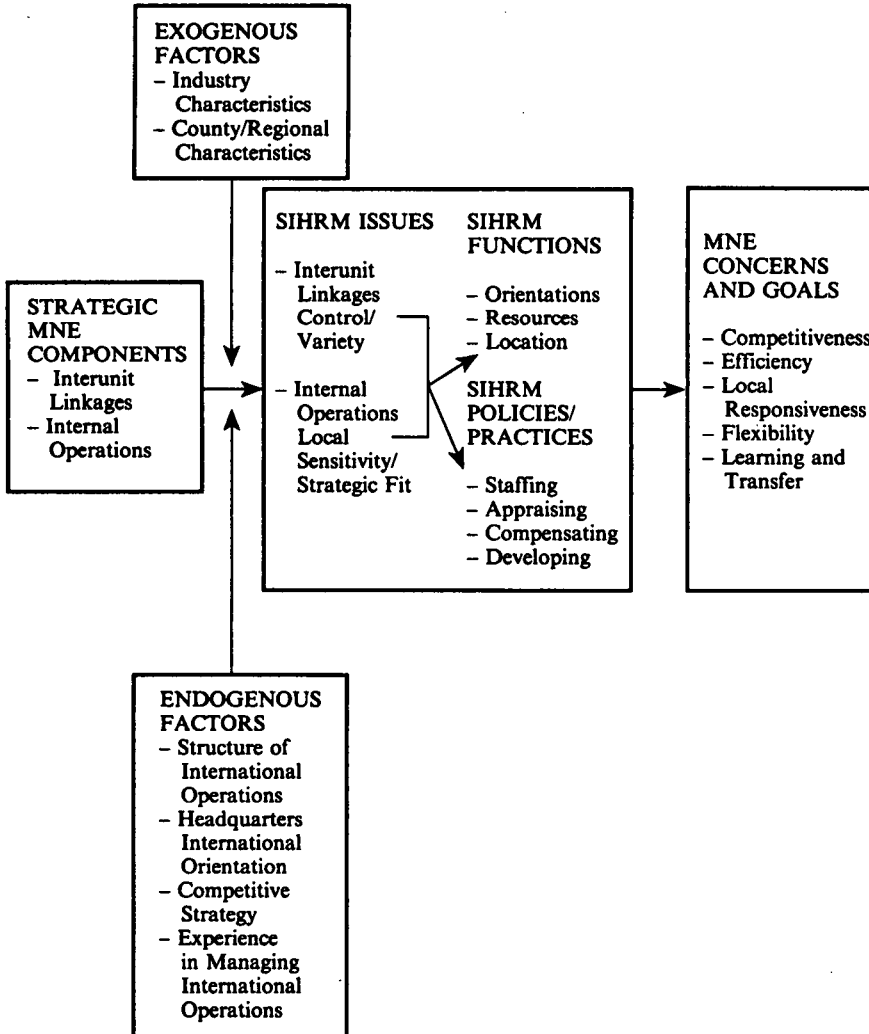 EXOGENOUS
FACTORS
– Industry
Characteristics
– County/Regional
Characteristics
STRATEGIC
MNE
COMPONENTS
– Interunit
Linkages
– Internal
Operations
SIHRM ISSUES
– Interunit
Linkages
Control/
Variety
– Internal
Operations
Local
Sensitivity/
Strategic Fit
SIHRM
FUNCTIONS
– Orientations
– Resources
– Location
SIHRM
POLICIES/
PRACTICES
– Staffing
– Appraising
– Compensating
– Developing
MNE
CONCERNS
AND GOALS
– Competitiveness
– Efficiency
– Local
Responsiveness
– Flexibility
– Learning and
Transfer
ENDOGENOUS
FACTORS
– Structure of
International
Operations
– Headquarters
International
Orientation
– Competitive
Strategy
– Experience
in Managing
International
Operations